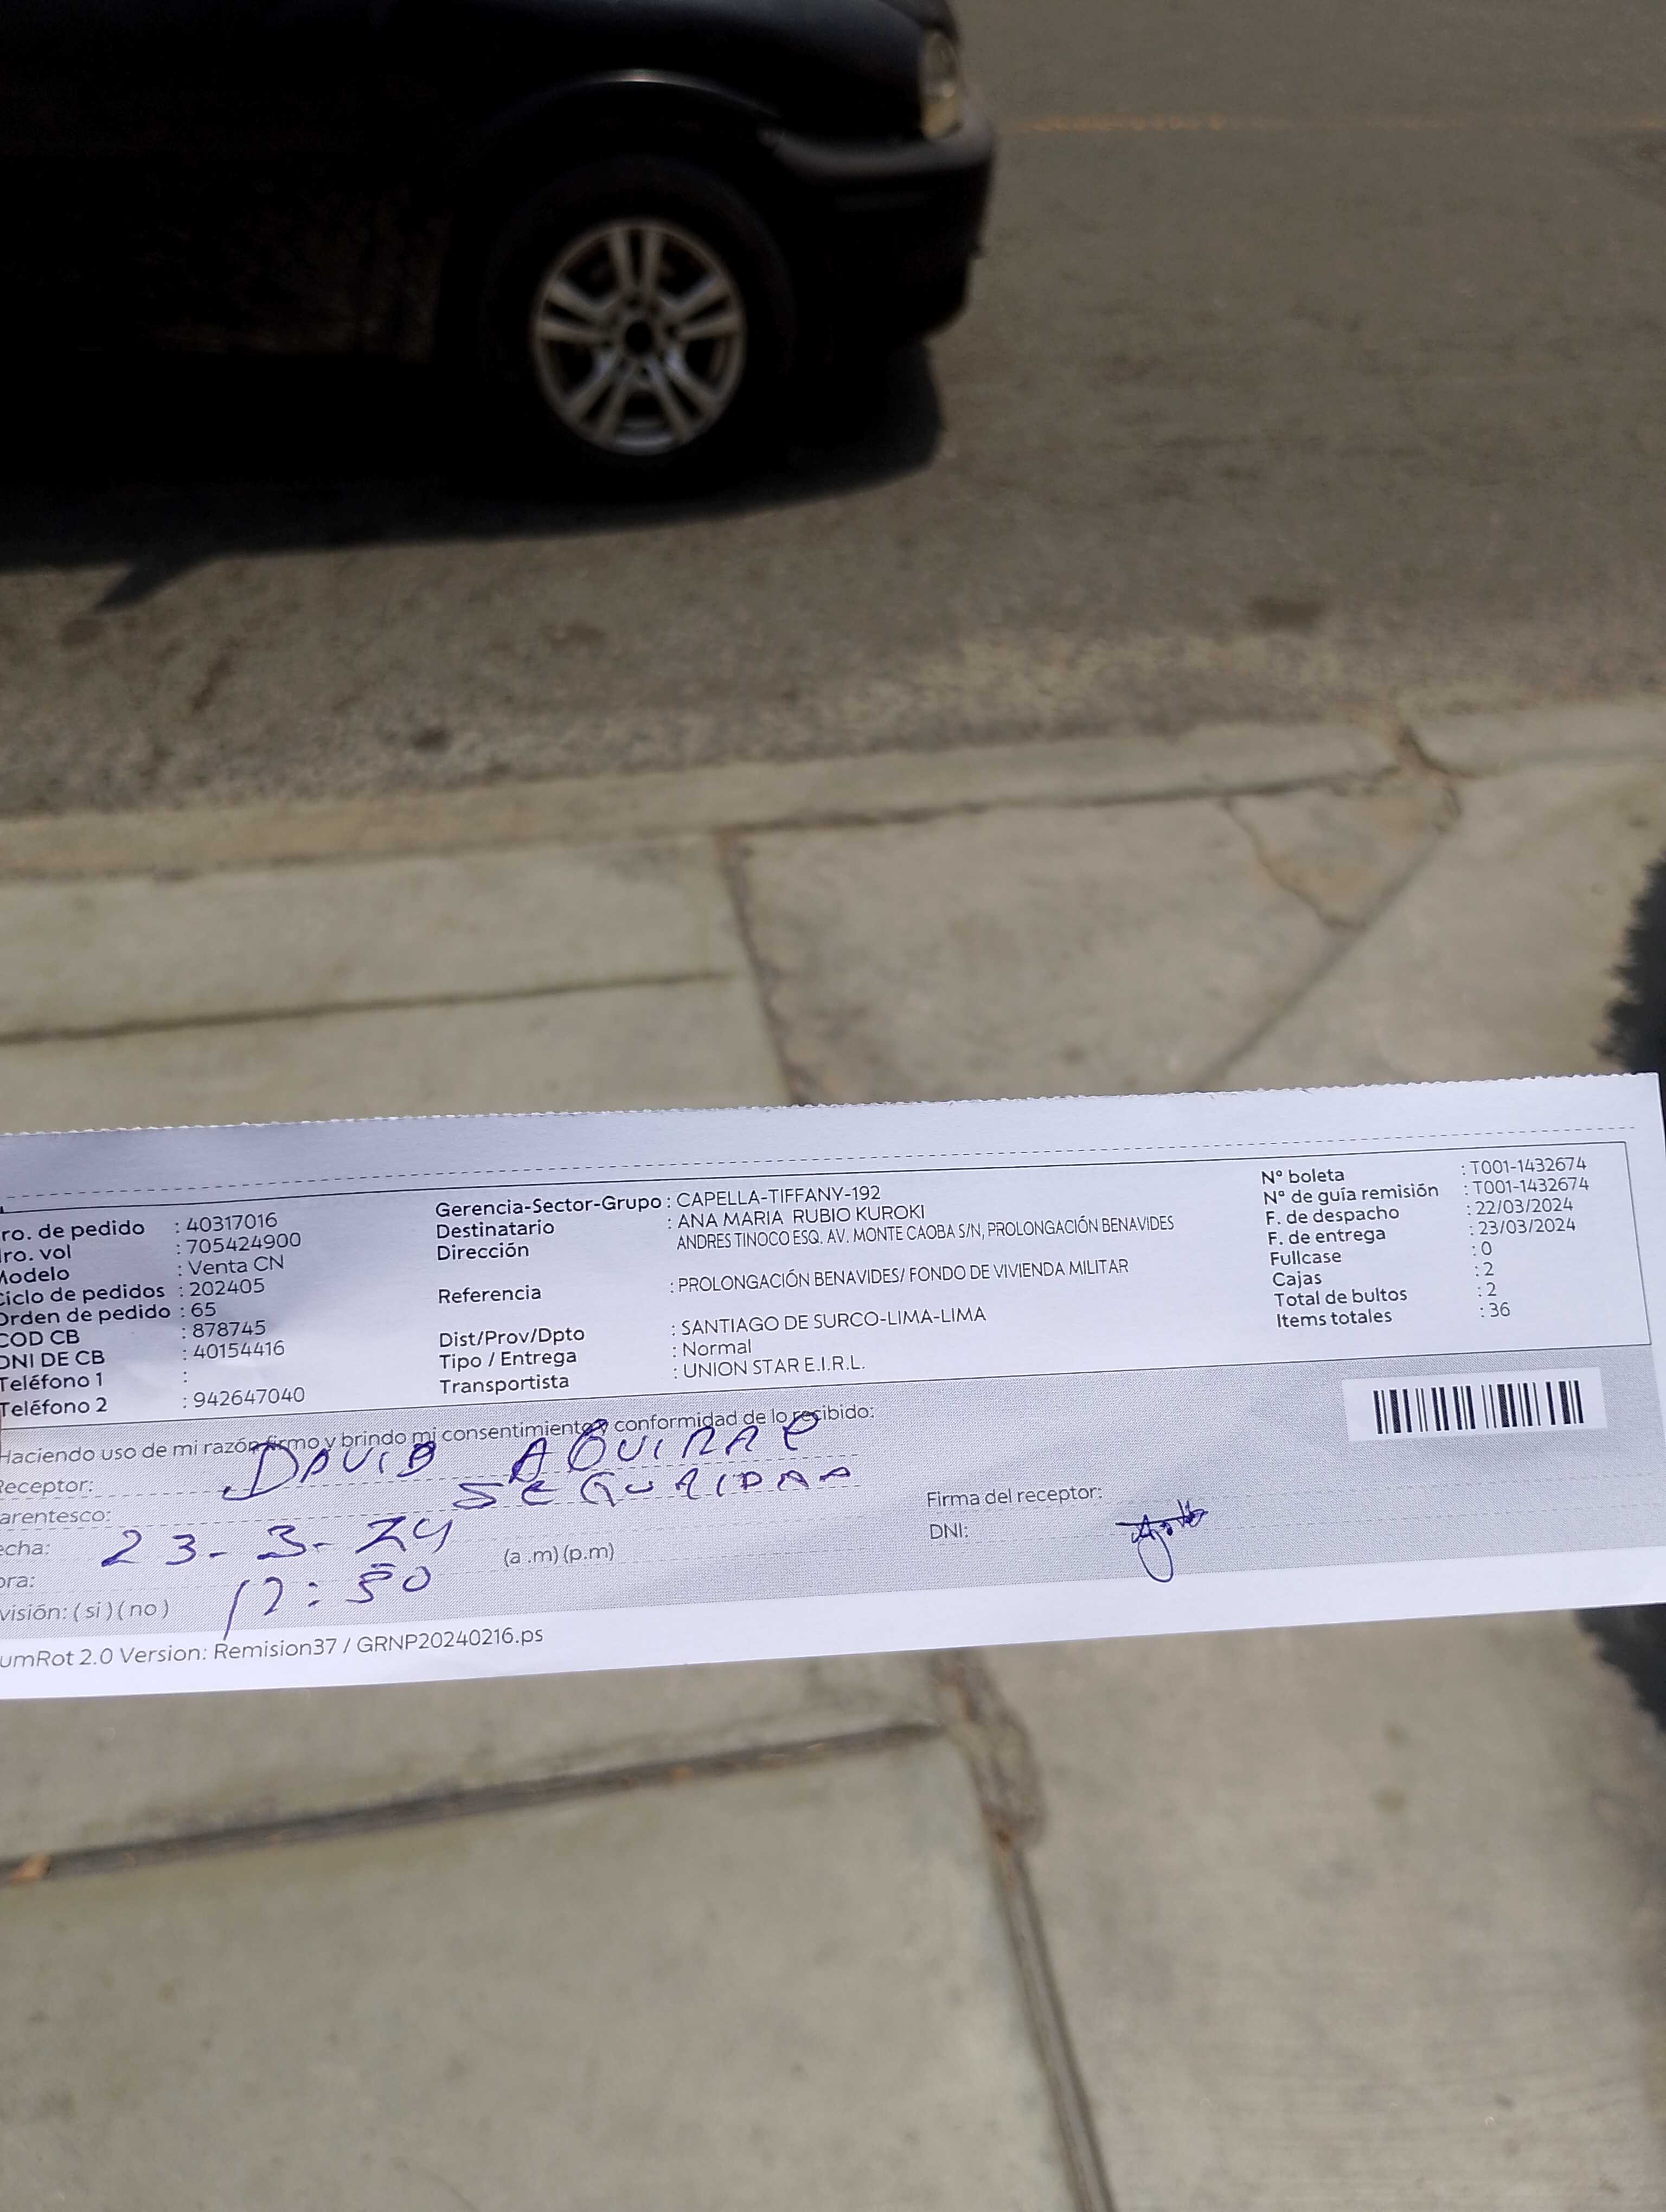 ro. de pedido : 40317016
ro. vol : 705424900
Modelo : Venta CN
Ciclo de pedidos : 202405
Orden de pedido : 65
COD CB : 878745
DNI DE CB : 40154416
Teléfono 1 :
Teléfono 2 : 942647040
Gerencia-Sector-Grupo : CAPELLA-TIFFANY-192
Destinatario : ANA MARIA RUBIO KUROKI
Dirección ANDRES TINOCO ESQ. AV. MONTE CAOBA S/N, PROLONGACIÓN BENAVIDES
Referencia : PROLONGACIÓN BENAVIDES/ FONDO DE VIVIENDA MILITAR
Dist/Prov/Dpto : SANTIAGO DE SURCO-LIMA-LIMA
Tipo / Entrega : Normal
Transportista : UNION STAR E.I.R.L.
N° boleta : T001-1432674
N° de guía remisión : T001-1432674
F. de despacho : 22/03/2024
F. de entrega : 23/03/2024
Fullcase : 0
Cajas : 2
Total de bultos : 2
Items totales : 36
Haciendo uso de mi razón firmo y brindo mi consentimiento y conformidad de lo recibido:
Receptor: DAVID AGUIRRE
arentesco: SEGURIDAD
echa: 23-3-24
ora: 12:50 (a .m) (p.m)
visión: ( si ) ( no )
Firma del receptor:
DNI:
umRot 2.0 Version: Remision37 / GRNP20240216.ps